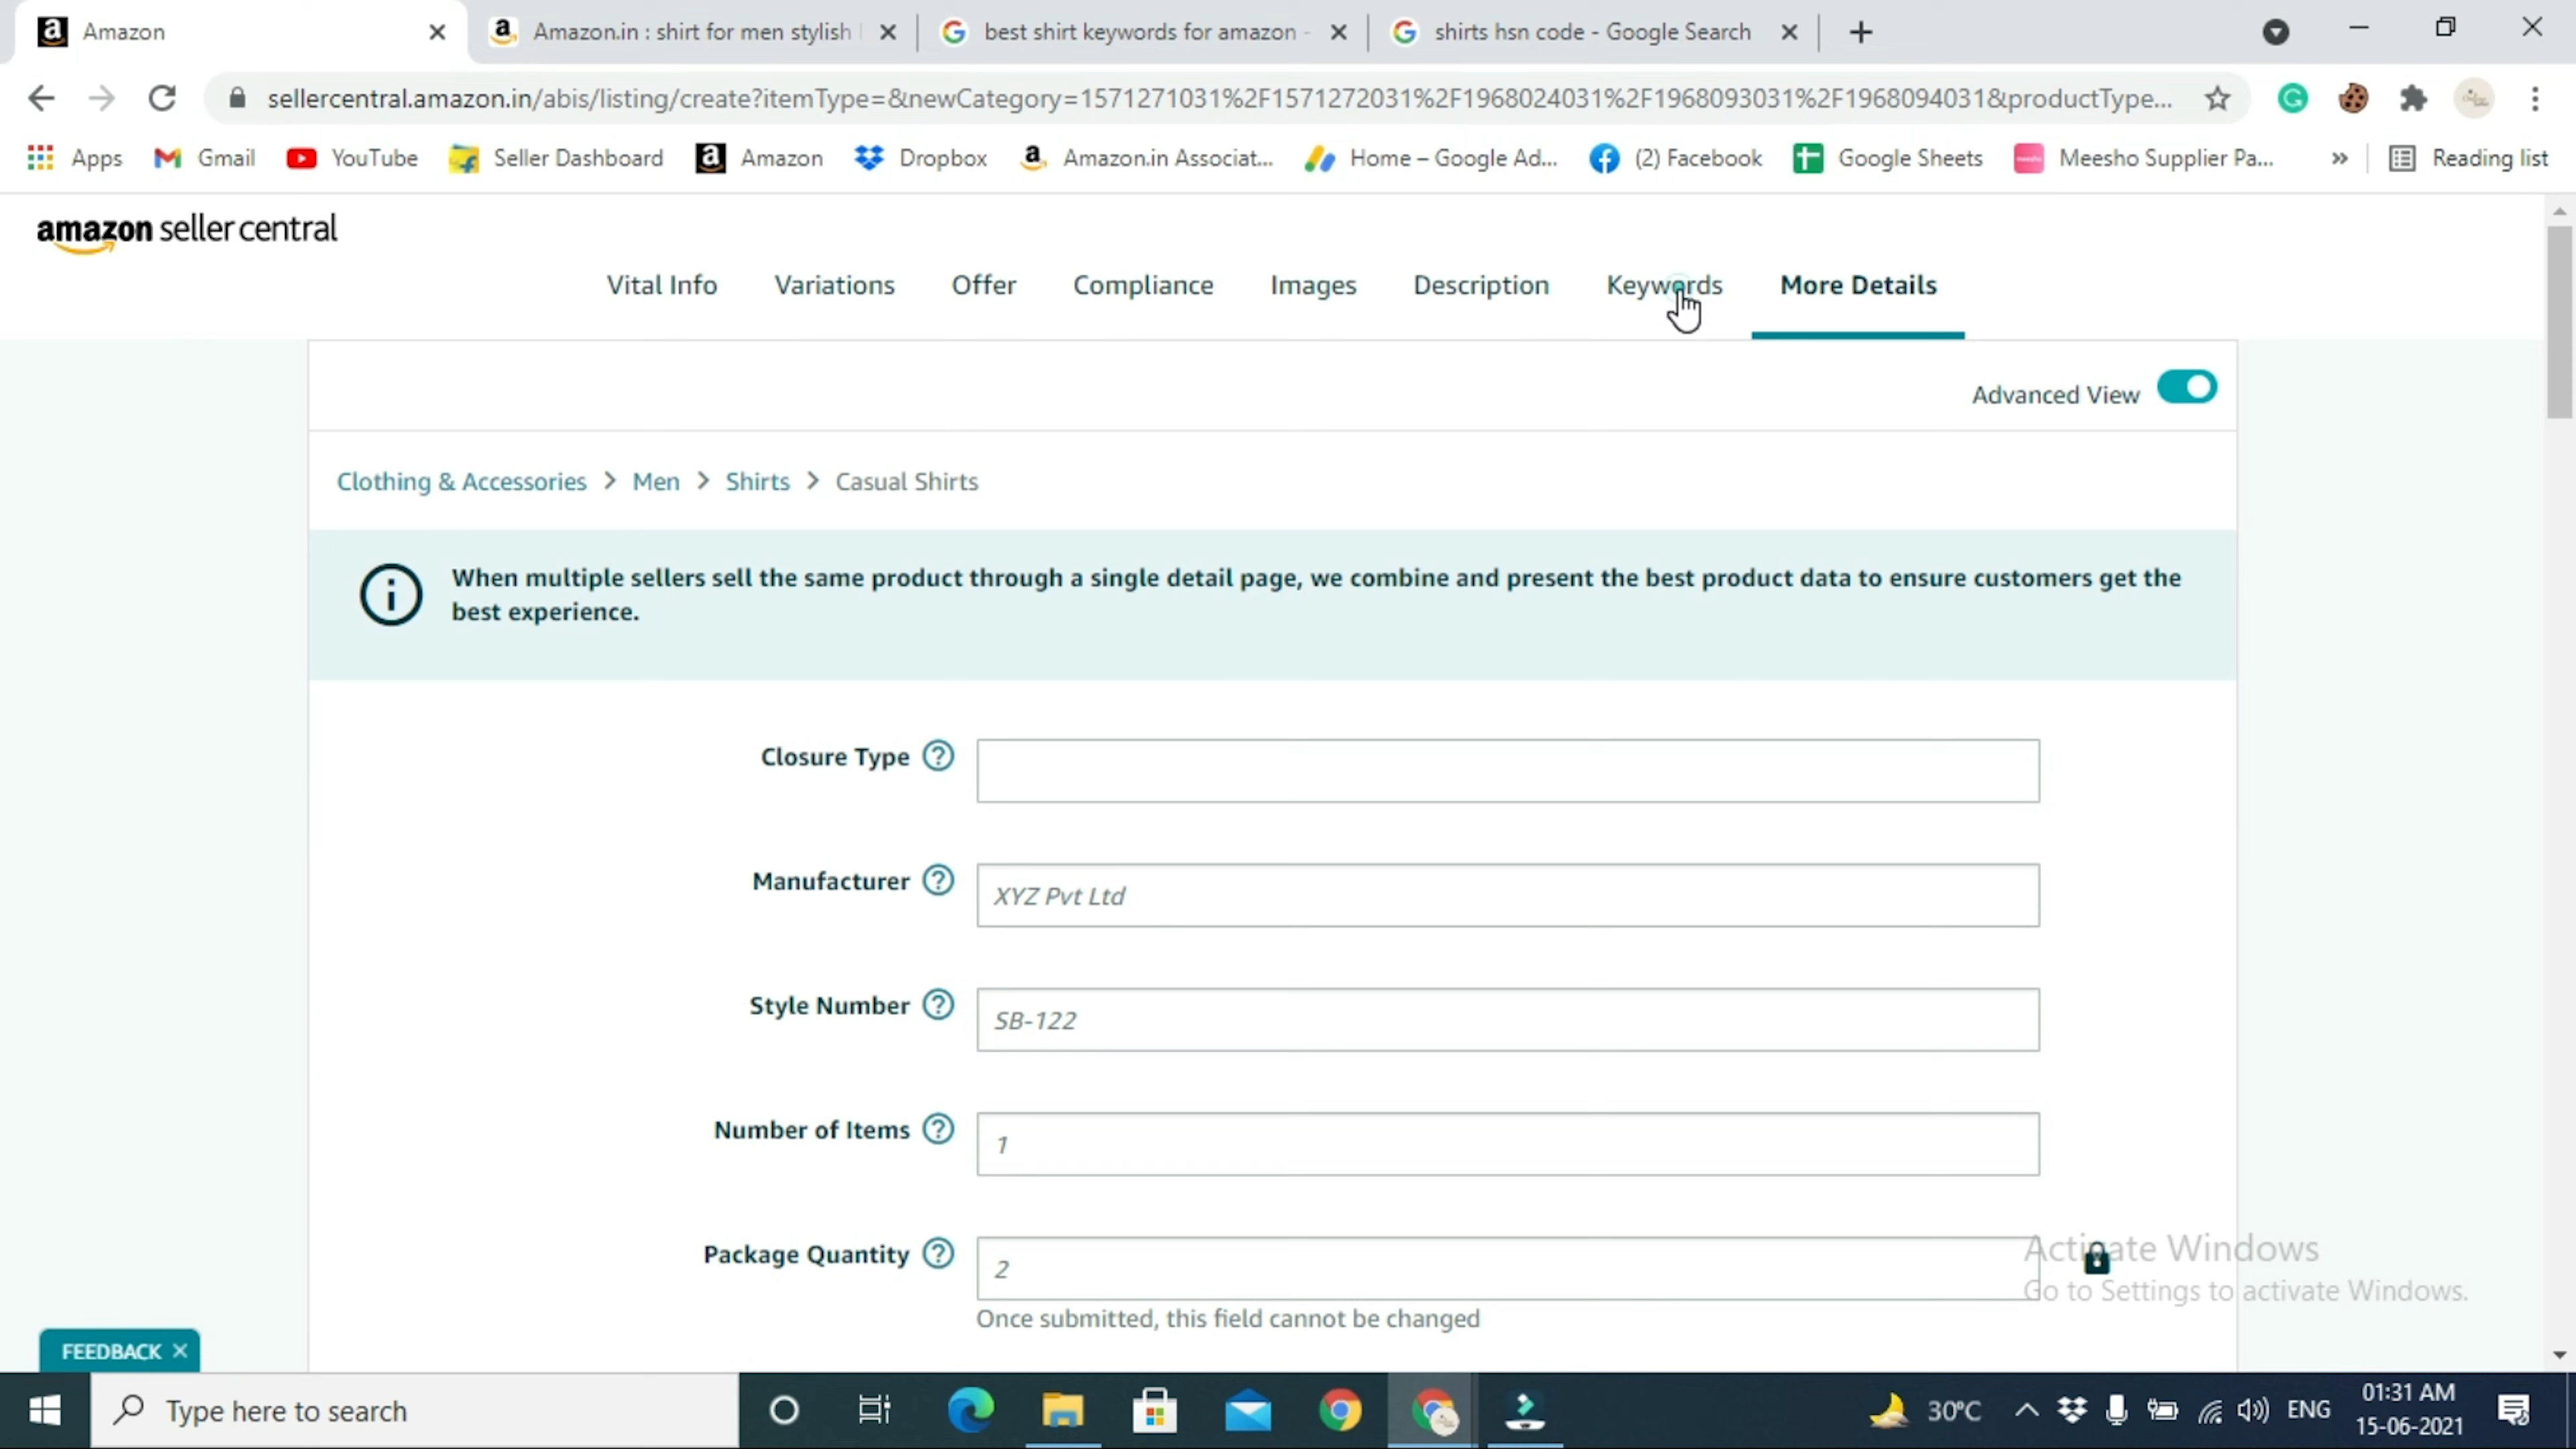 Amazon
Amazon.in : shirt for men stylish
best shirt keywords for amazon -
shirts hsn code - Google Search
sellercentral.amazon.in/abis/listing/create?itemType=&newCategory=1571271031%2F1571272031%2F1968024031%2F1968093031%2F1968094031&productType...
Apps
Gmail
YouTube
Seller Dashboard
Amazon
Dropbox
Amazon.in Associat...
Home – Google Ad...
(2) Facebook
Google Sheets
Meesho Supplier Pa...
»
Reading list
amazon seller central
Vital Info
Variations
Offer
Compliance
Images
Description
Keywords
More Details
Advanced View
Clothing & Accessories > Men > Shirts > Casual Shirts
When multiple sellers sell the same product through a single detail page, we combine and present the best product data to ensure customers get the
best experience.
Closure Type ?
Manufacturer ? XYZ Pvt Ltd
Style Number ? SB-122
Number of Items ? 1
Package Quantity ? 2
Once submitted, this field cannot be changed
Activate Windows
Go to Settings to activate Windows.
FEEDBACK
Type here to search
30°C
ENG
01:31 AM
15-06-2021